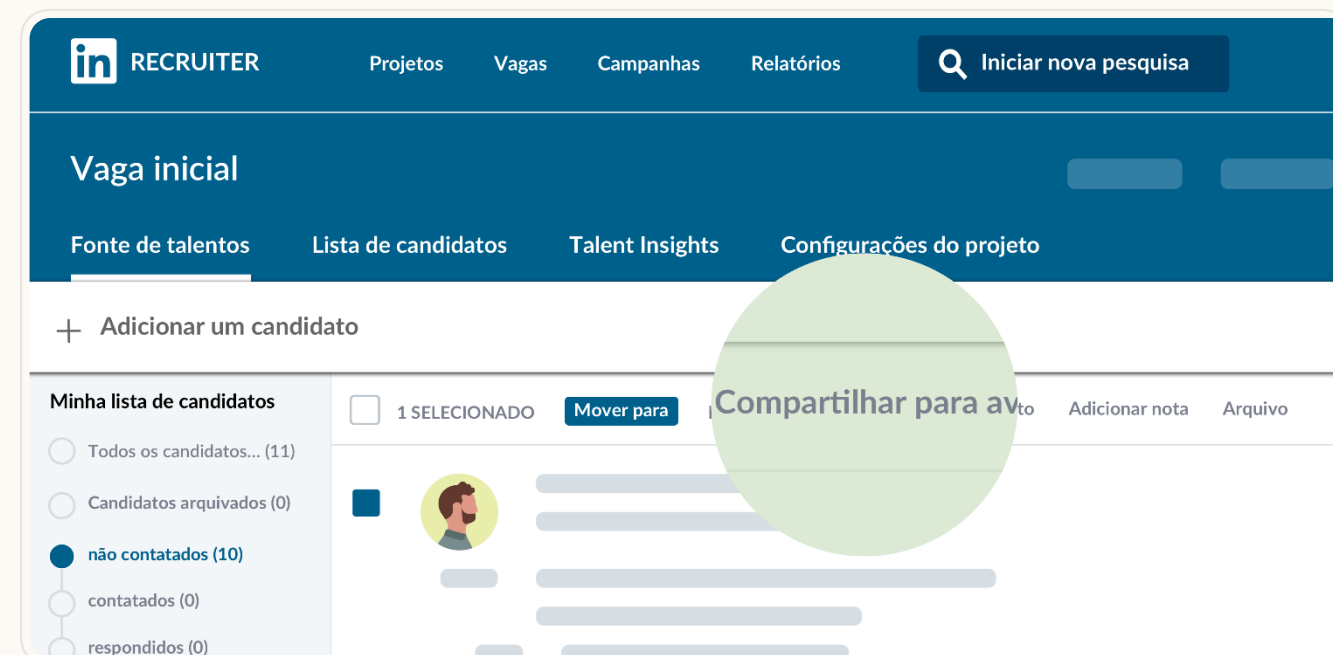 in RECRUITER
Projetos
Vagas
Campanhas
Relatórios
Iniciar nova pesquisa
Vaga inicial
Fonte de talentos
Lista de candidatos
Talent Insights
Configurações do projeto
Adicionar um candidato
Minha lista de candidatos
Todos os candidatos... (11)
Candidatos arquivados (0)
não contatados (10)
contatados (0)
respondidos (0)
1 SELECIONADO
Mover para
Compartilhar para
Adicionar nota
Arquivo